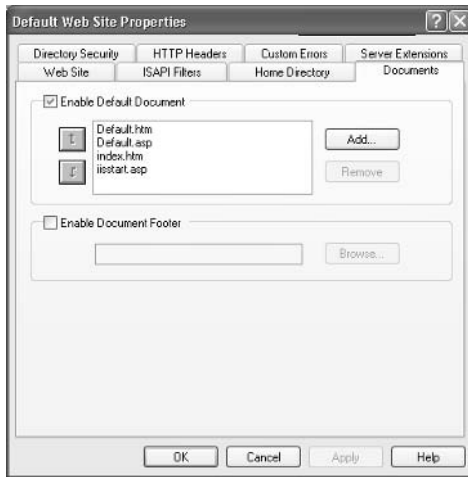 Default Web Site Properties
Directory Security HTTP Headers Custom Errors Server Extensions
Web Site ISAPI Filters Home Directory Documents
Enable Default Document
Default.htm
Default.asp
index.htm
iisstart.asp
Add...
Remove
Enable Document Footer
Browse...
OK Cancel Apply Help